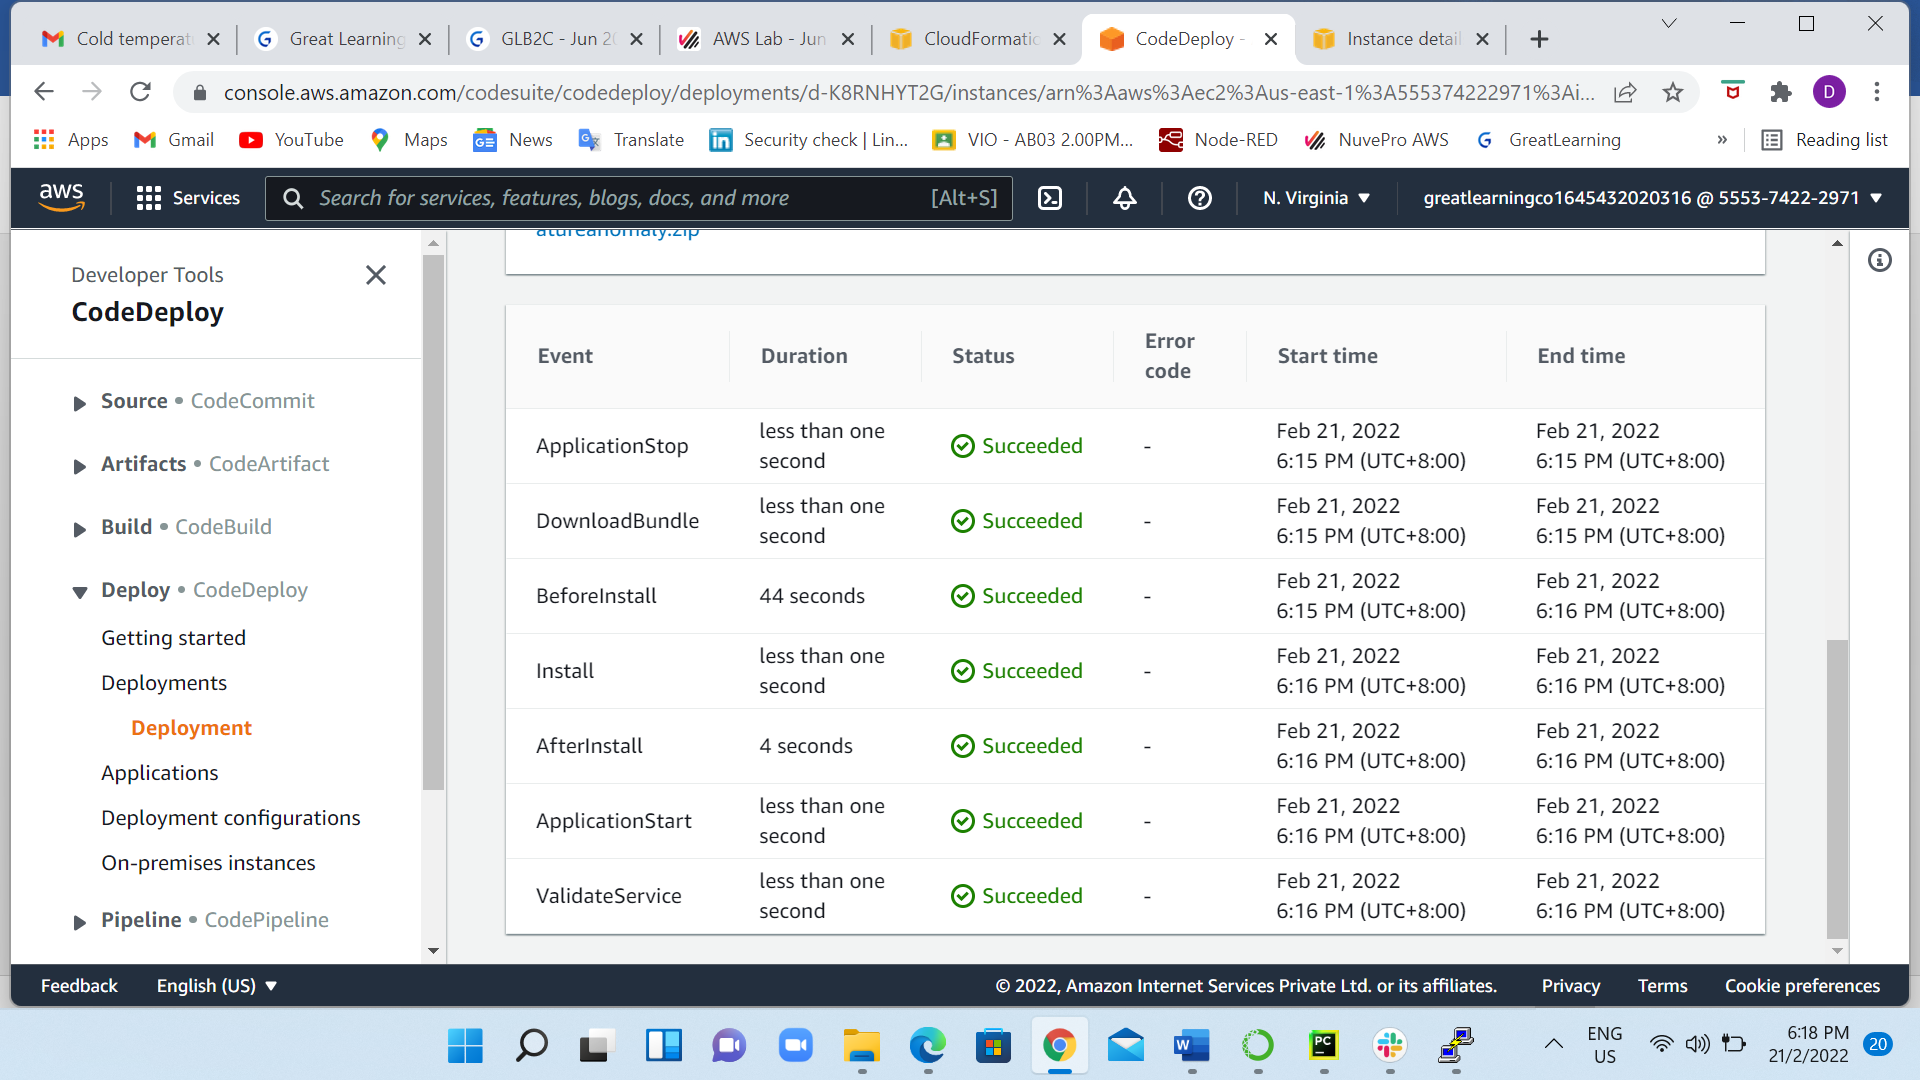 Cold temperat
Great Learning
GLB2C - Jun 20
AWS Lab - Jun
CloudFormatic
CodeDeploy -
Instance detail
console.aws.amazon.com/codesuite/codedeploy/deployments/d-K8RNHYT2G/instances/arn%3Aaws%3Aec2%3Aus-east-1%3A555374222971%3Ai...
D
Apps
Gmail
YouTube
Maps
News
Translate
Security check | Lin...
VIO - AB03 2.00PM...
Node-RED
NuvePro AWS
GreatLearning
»
Reading list
aws
Services
Search for services, features, blogs, docs, and more
[Alt+S]
N. Virginia
greatlearningco1645432020316 @ 5553-7422-2971
Developer Tools
CodeDeploy
Source • CodeCommit
Artifacts • CodeArtifact
Build • CodeBuild
Deploy • CodeDeploy
Getting started
Deployments
Deployment
Applications
Deployment configurations
On-premises instances
Pipeline • CodePipeline
atureanomaly.zip
Event Duration Status Error code Start time End time
ApplicationStop less than one second Succeeded - Feb 21, 2022 6:15 PM (UTC+8:00) Feb 21, 2022 6:15 PM (UTC+8:00)
DownloadBundle less than one second Succeeded - Feb 21, 2022 6:15 PM (UTC+8:00) Feb 21, 2022 6:15 PM (UTC+8:00)
BeforeInstall 44 seconds Succeeded - Feb 21, 2022 6:15 PM (UTC+8:00) Feb 21, 2022 6:16 PM (UTC+8:00)
Install less than one second Succeeded - Feb 21, 2022 6:16 PM (UTC+8:00) Feb 21, 2022 6:16 PM (UTC+8:00)
AfterInstall 4 seconds Succeeded - Feb 21, 2022 6:16 PM (UTC+8:00) Feb 21, 2022 6:16 PM (UTC+8:00)
ApplicationStart less than one second Succeeded - Feb 21, 2022 6:16 PM (UTC+8:00) Feb 21, 2022 6:16 PM (UTC+8:00)
ValidateService less than one second Succeeded - Feb 21, 2022 6:16 PM (UTC+8:00) Feb 21, 2022 6:16 PM (UTC+8:00)
Feedback
English (US)
© 2022, Amazon Internet Services Private Ltd. or its affiliates.
Privacy
Terms
Cookie preferences
ENG
US
6:18 PM
21/2/2022
20